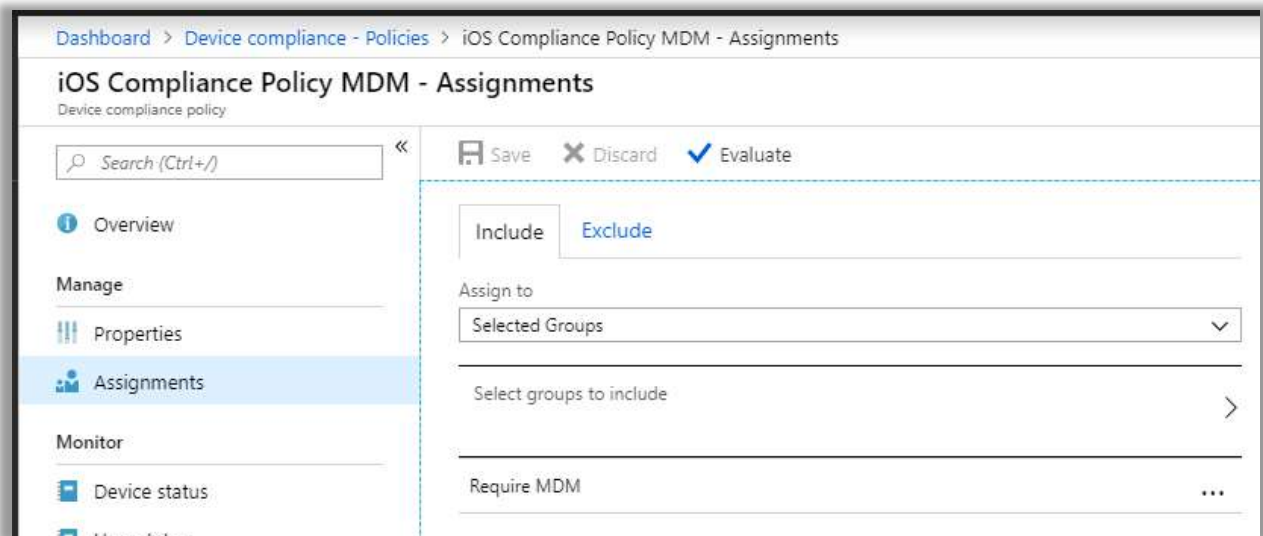 Dashboard > Device compliance - Policies > iOS Compliance Policy MDM - Assignments
iOS Compliance Policy MDM - Assignments
Device compliance policy
Search (Ctrl+/)
«
Overview
Manage
Properties
Assignments
Monitor
Device status
Save Discard Evaluate
Include Exclude
Assign to
Selected Groups
Select groups to include
Require MDM
...